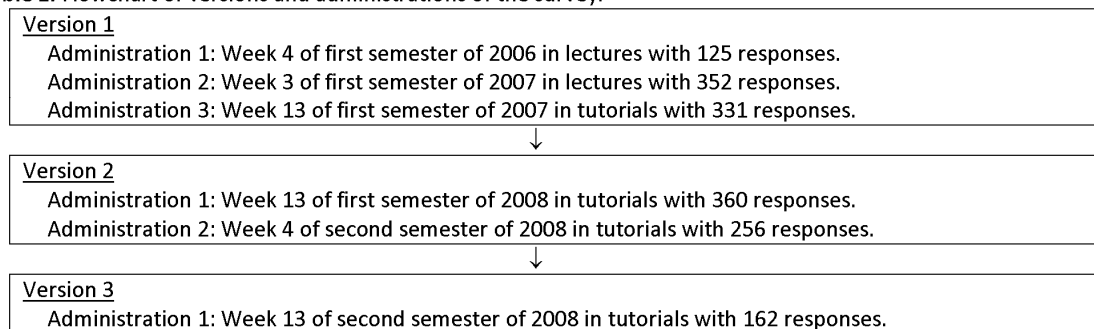 Version 1
Administration 1: Week 4 of first semester of 2006 in lectures with 125 responses.
Administration 2: Week 3 of first semester of 2007 in lectures with 352 responses.
Administration 3: Week 13 of first semester of 2007 in tutorials with 331 responses.
↓
Version 2
Administration 1: Week 13 of first semester of 2008 in tutorials with 360 responses.
Administration 2: Week 4 of second semester of 2008 in tutorials with 256 responses.
↓
Version 3
Administration 1: Week 13 of second semester of 2008 in tutorials with 162 responses.